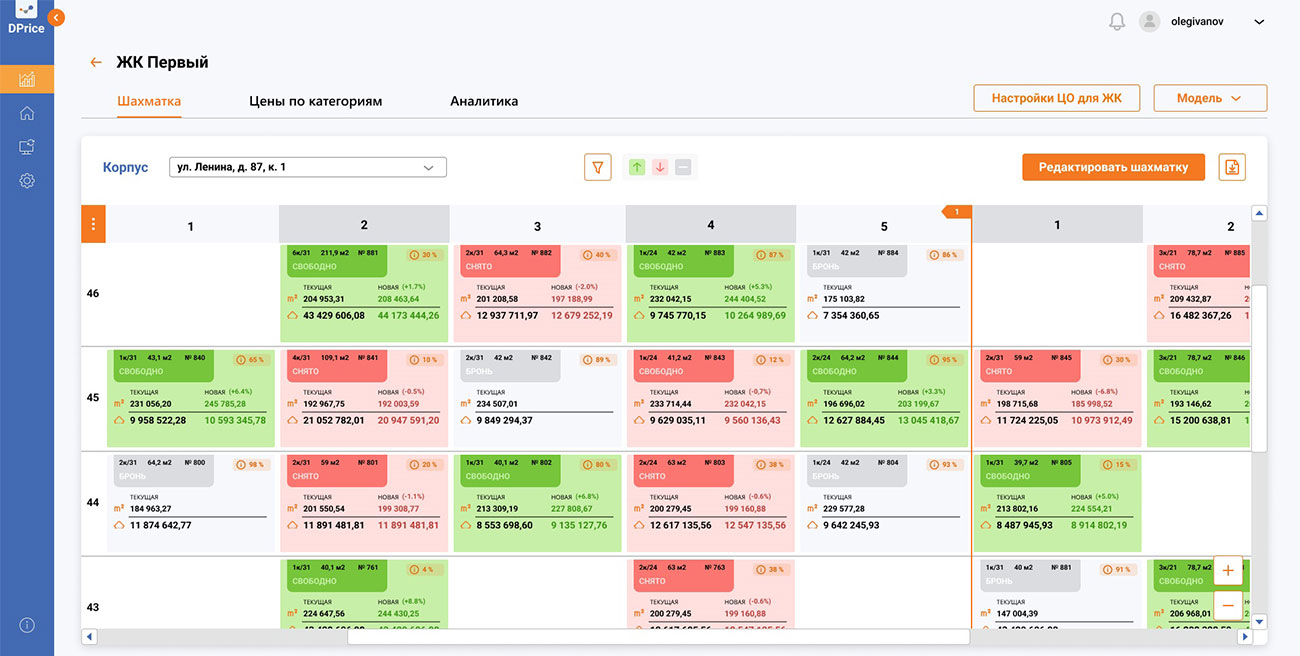 DPrice
olegivanov
ЖК Первый
Шахматка Цены по категориям Аналитика
Настройки ЦО для ЖК Модель
Корпус ул. Ленина, д. 87, к. 1
Редактировать шахматку
1 2 3 4 5 1 1 2
46
6к/31 211,9 м2 № 881 30 %
СВОБОДНО
ТЕКУЩАЯ НОВАЯ (+1.7%)
м² 204 953,31 208 463,64
43 429 606,08 44 173 444,26
2к/31 64,3 м2 № 882 40 %
СНЯТО
ТЕКУЩАЯ НОВАЯ (-2.0%)
м² 201 208,58 197 188,99
12 937 711,97 12 679 252,19
1к/24 42 м2 № 883 87 %
СВОБОДНО
ТЕКУЩАЯ НОВАЯ (+5.3%)
м² 232 042,15 244 404,52
9 745 770,15 10 264 989,69
1к/31 42 м2 № 884 86 %
БРОНЬ
ТЕКУЩАЯ
м² 175 103,82
7 354 360,65
3к/21 78,7 м2 № 885
СНЯТО
ТЕКУЩАЯ
м² 209 432,87
16 482 367,26
45
1к/31 43,1 м2 № 840 65 %
СВОБОДНО
ТЕКУЩАЯ НОВАЯ (+6.4%)
м² 231 056,20 245 785,28
9 958 522,28 10 593 345,78
4к/31 109,1 м2 № 841 10 %
СНЯТО
ТЕКУЩАЯ НОВАЯ (-0.5%)
м² 192 967,75 192 003,59
21 052 782,01 20 947 591,20
2к/31 42 м2 № 842 89 %
БРОНЬ
ТЕКУЩАЯ
м² 234 507,01
9 849 294,37
1к/24 41,2 м2 № 843 12 %
СВОБОДНО
ТЕКУЩАЯ НОВАЯ (-0,7%)
м² 233 714,44 232 042,15
9 629 035,11 9 560 136,43
2к/24 64,2 м2 № 844 95 %
СВОБОДНО
ТЕКУЩАЯ НОВАЯ (+3.3%)
м² 196 696,02 203 199,67
12 627 884,45 13 045 418,67
2к/31 59 м2 № 845 30 %
СНЯТО
ТЕКУЩАЯ НОВАЯ (-6.8%)
м² 198 715,68 185 998,52
11 724 225,05 10 973 912,49
3к/21 78,7 м2 № 846
СВОБОДНО
ТЕКУЩАЯ
м² 193 146,62
15 200 638,81
44
2к/31 64,2 м2 № 800 98 %
БРОНЬ
ТЕКУЩАЯ
м² 184 963,27
11 874 642,77
2к/31 59 м2 № 801 20 %
СНЯТО
ТЕКУЩАЯ НОВАЯ (-1.1%)
м² 201 550,54 199 308,77
11 891 481,81 11 891 481,81
1к/31 40,1 м2 № 802 80 %
СВОБОДНО
ТЕКУЩАЯ НОВАЯ (+6.8%)
м² 213 309,19 227 808,67
8 553 698,60 9 135 127,76
2к/24 63 м2 № 803 38 %
СНЯТО
ТЕКУЩАЯ НОВАЯ (-0.6%)
м² 200 279,45 199 160,88
12 617 135,56 12 547 135,56
1к/24 42 м2 № 804 93 %
БРОНЬ
ТЕКУЩАЯ
м² 229 577,28
9 642 245,93
1к/31 39,7 м2 № 805 15 %
СВОБОДНО
ТЕКУЩАЯ НОВАЯ (+5.0%)
м² 213 802,16 224 554,21
8 487 945,93 8 914 802,19
43
1к/31 40,1 м2 № 761 4 %
СВОБОДНО
ТЕКУЩАЯ НОВАЯ (+8.8%)
м² 224 647,56 244 430,25
2к/24 63 м2 № 763 38 %
СНЯТО
ТЕКУЩАЯ НОВАЯ (-0.6%)
м² 200 279,45 199 160,88
1к/31 40 м2 № 881 91 %
БРОНЬ
ТЕКУЩАЯ
м² 147 004,39
3к/21 78,7 м2
СВОБОДНО
ТЕКУЩАЯ
м² 206 968,01